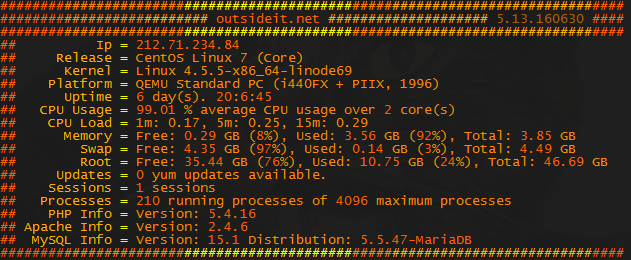 ##########################################################################################
############################## outsideit.net ####################### 5.13.160630 ####
##########################################################################################
## Ip = 212.71.234.84
## Release = CentOS Linux 7 (Core)
## Kernel = Linux 4.5.5-x86_64-linode69
## Platform = QEMU Standard PC (i440FX + PIIX, 1996)
## Uptime = 6 day(s). 20:6:45
## CPU Usage = 99.01 % average CPU usage over 2 core(s)
## CPU Load = 1m: 0.17, 5m: 0.25, 15m: 0.29
## Memory = Free: 0.29 GB (8%), Used: 3.56 GB (92%), Total: 3.85 GB
## Swap = Free: 4.35 GB (97%), Used: 0.14 GB (3%), Total: 4.49 GB
## Root = Free: 35.44 GB (76%), Used: 10.75 GB (24%), Total: 46.69 GB
## Updates = 0 yum updates available.
## Sessions = 1 sessions
## Processes = 210 running processes of 4096 maximum processes
## PHP Info = Version: 5.4.16
## Apache Info = Version: 2.4.6
## MySQL Info = Version: 15.1 Distribution: 5.5.47-MariaDB
##########################################################################################